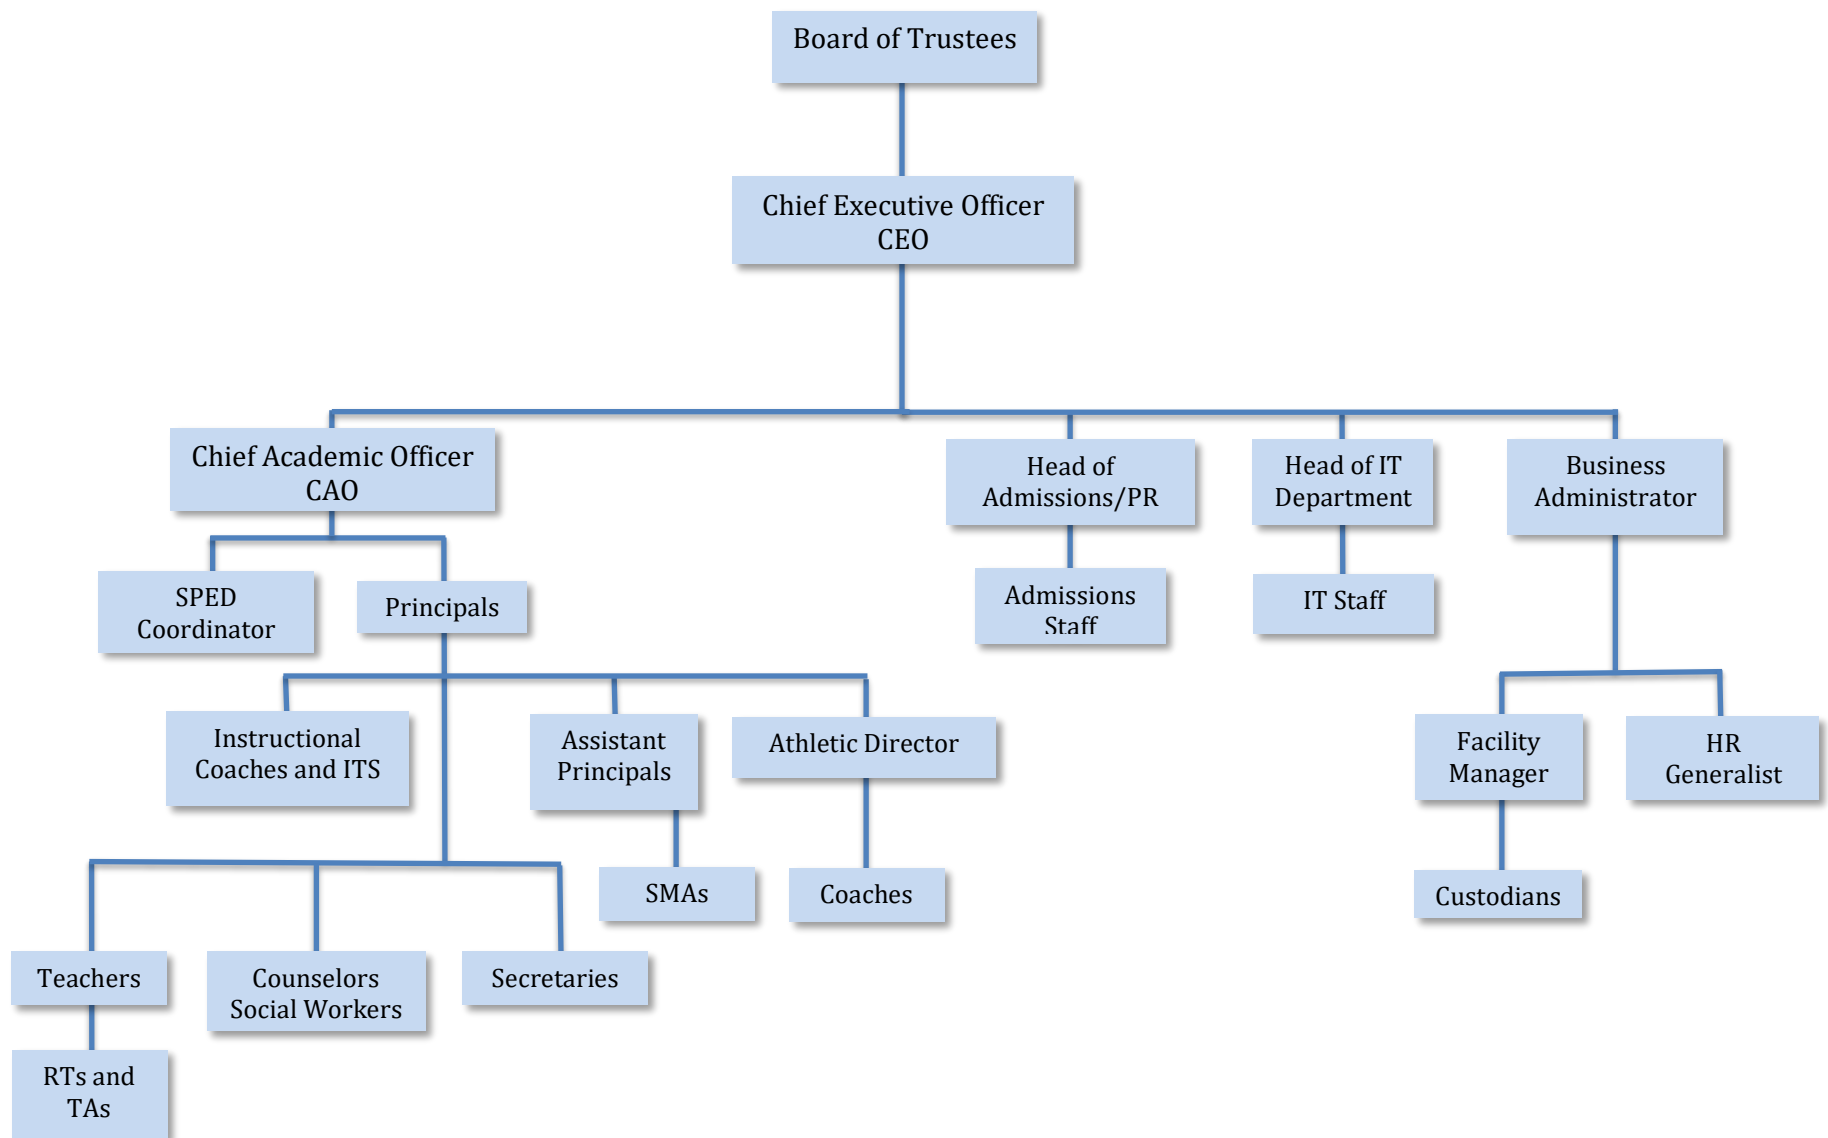 Board of Trustees
Chief Executive Officer
CEO
Chief Academic Officer
CAO
Head of
Admissions/PR
Head of IT
Department
Business
Administrator
SPED
Coordinator
Principals
Admissions
Staff
IT Staff
Instructional
Coaches and ITS
Assistant
Principals
Athletic Director
Facility
Manager
HR
Generalist
SMAs
Coaches
Custodians
Teachers
Counselors
Social Workers
Secretaries
RTs and
TAs